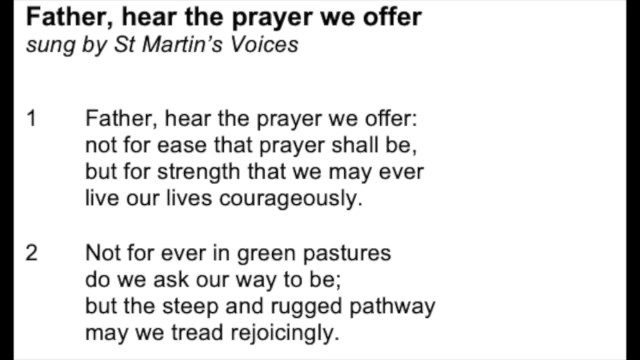 Father, hear the prayer we offer
sung by St Martin's Voices
1 Father, hear the prayer we offer:
not for ease that prayer shall be,
but for strength that we may ever
live our lives courageously.
2 Not for ever in green pastures
do we ask our way to be;
but the steep and rugged pathway
may we tread rejoicingly.